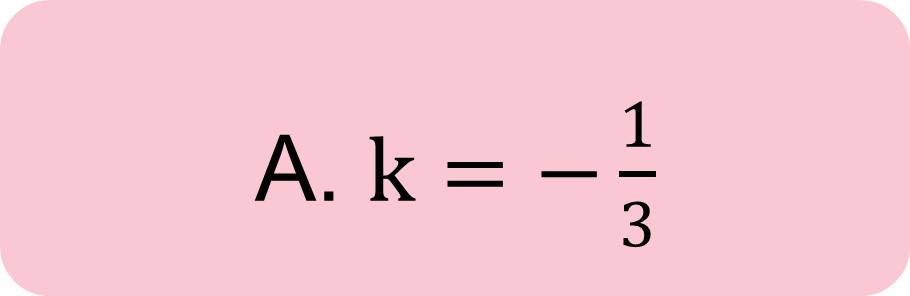 A. k = −1/3